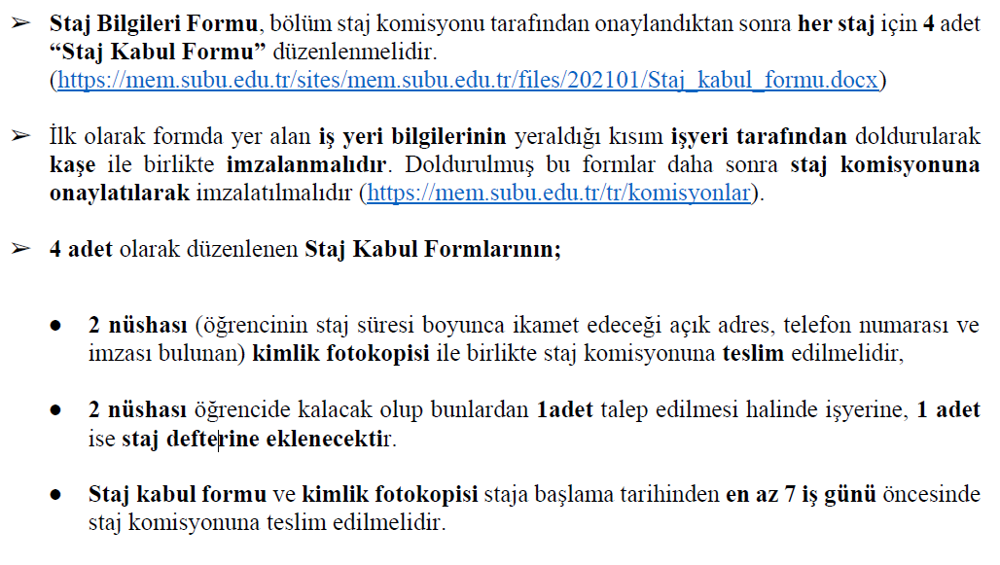 ➢ Staj Bilgileri Formu, bölüm staj komisyonu tarafından onaylandıktan sonra her staj için 4 adet
“Staj Kabul Formu” düzenlenmelidir.
(https://mem.subu.edu.tr/sites/mem.subu.edu.tr/files/202101/Staj_kabul_formu.docx)
➢ İlk olarak formda yer alan iş yeri bilgilerinin yeraldığı kısım işyeri tarafından doldurularak
kaşe ile birlikte imzalanmalıdır. Doldurulmuş bu formlar daha sonra staj komisyonuna
onaylatılarak imzalatılmalıdır (https://mem.subu.edu.tr/tr/komisyonlar).
➢ 4 adet olarak düzenlenen Staj Kabul Formlarının;
● 2 nüshası (öğrencinin staj süresi boyunca ikamet edeceği açık adres, telefon numarası ve
imzası bulunan) kimlik fotokopisi ile birlikte staj komisyonuna teslim edilmelidir,
● 2 nüshası öğrencide kalacak olup bunlardan 1adet talep edilmesi halinde işyerine, 1 adet
ise staj defterine eklenecektir.
● Staj kabul formu ve kimlik fotokopisi staja başlama tarihinden en az 7 iş günü öncesinde
staj komisyonuna teslim edilmelidir.